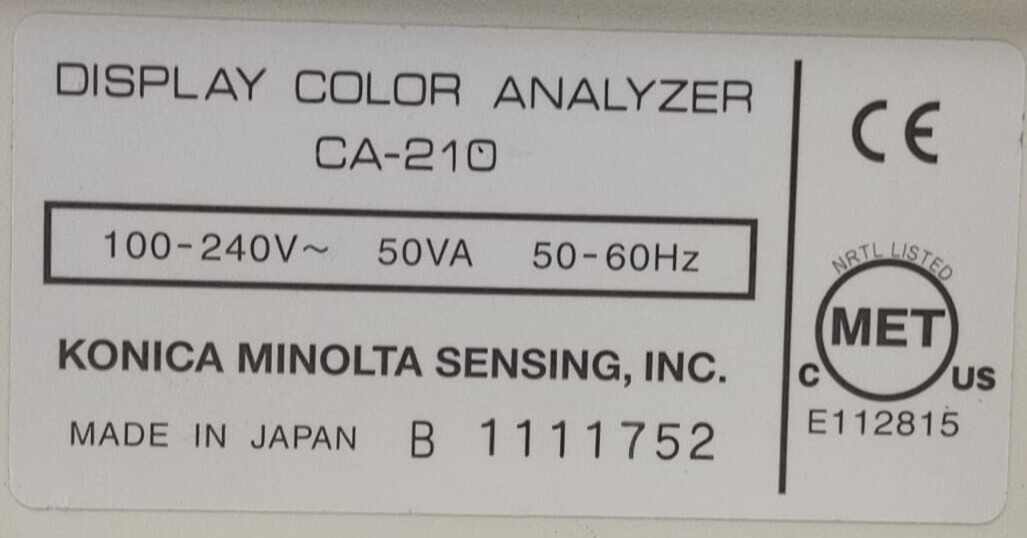 DISPLAY COLOR ANALYZER
CA-210
100-240V~ 50VA 50-60Hz
KONICA MINOLTA SENSING, INC.
MADE IN JAPAN B 1111752
CE
NRTL LISTED
MET
C US
E112815